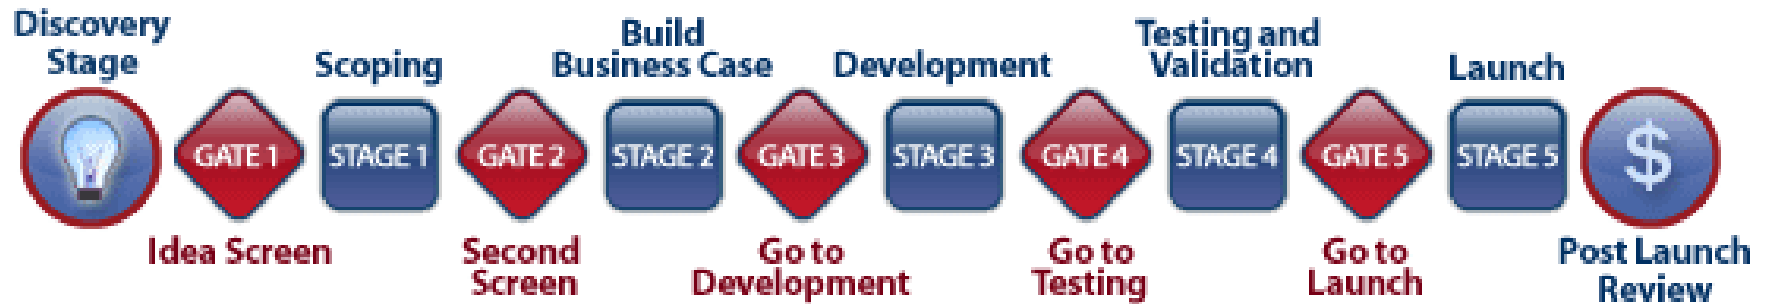 Discovery
Stage
Scoping
Build
Business Case
Development
Testing and
Validation
Launch
GATE 1
STAGE 1
GATE 2
STAGE 2
GATE 3
STAGE 3
GATE 4
STAGE 4
GATE 5
STAGE 5
$
Idea Screen
Second
Screen
Go to
Development
Go to
Testing
Go to
Launch
Post Launch
Review